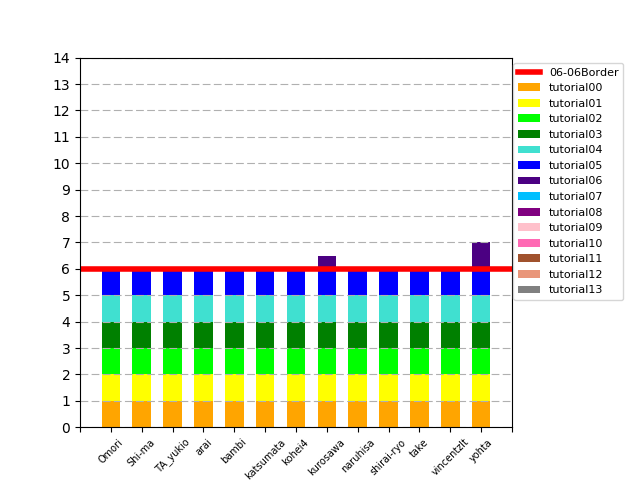 14
13
12
11
10
9
8
7
6
5
4
3
2
1
0
Omori
Shi-ma
TA_yukio
arai
bambi
katsumata
kohei4
kurosawa
naruhisa
shirai-ryo
take
vincentzlt
yohta
06-06Border
tutorial00
tutorial01
tutorial02
tutorial03
tutorial04
tutorial05
tutorial06
tutorial07
tutorial08
tutorial09
tutorial10
tutorial11
tutorial12
tutorial13